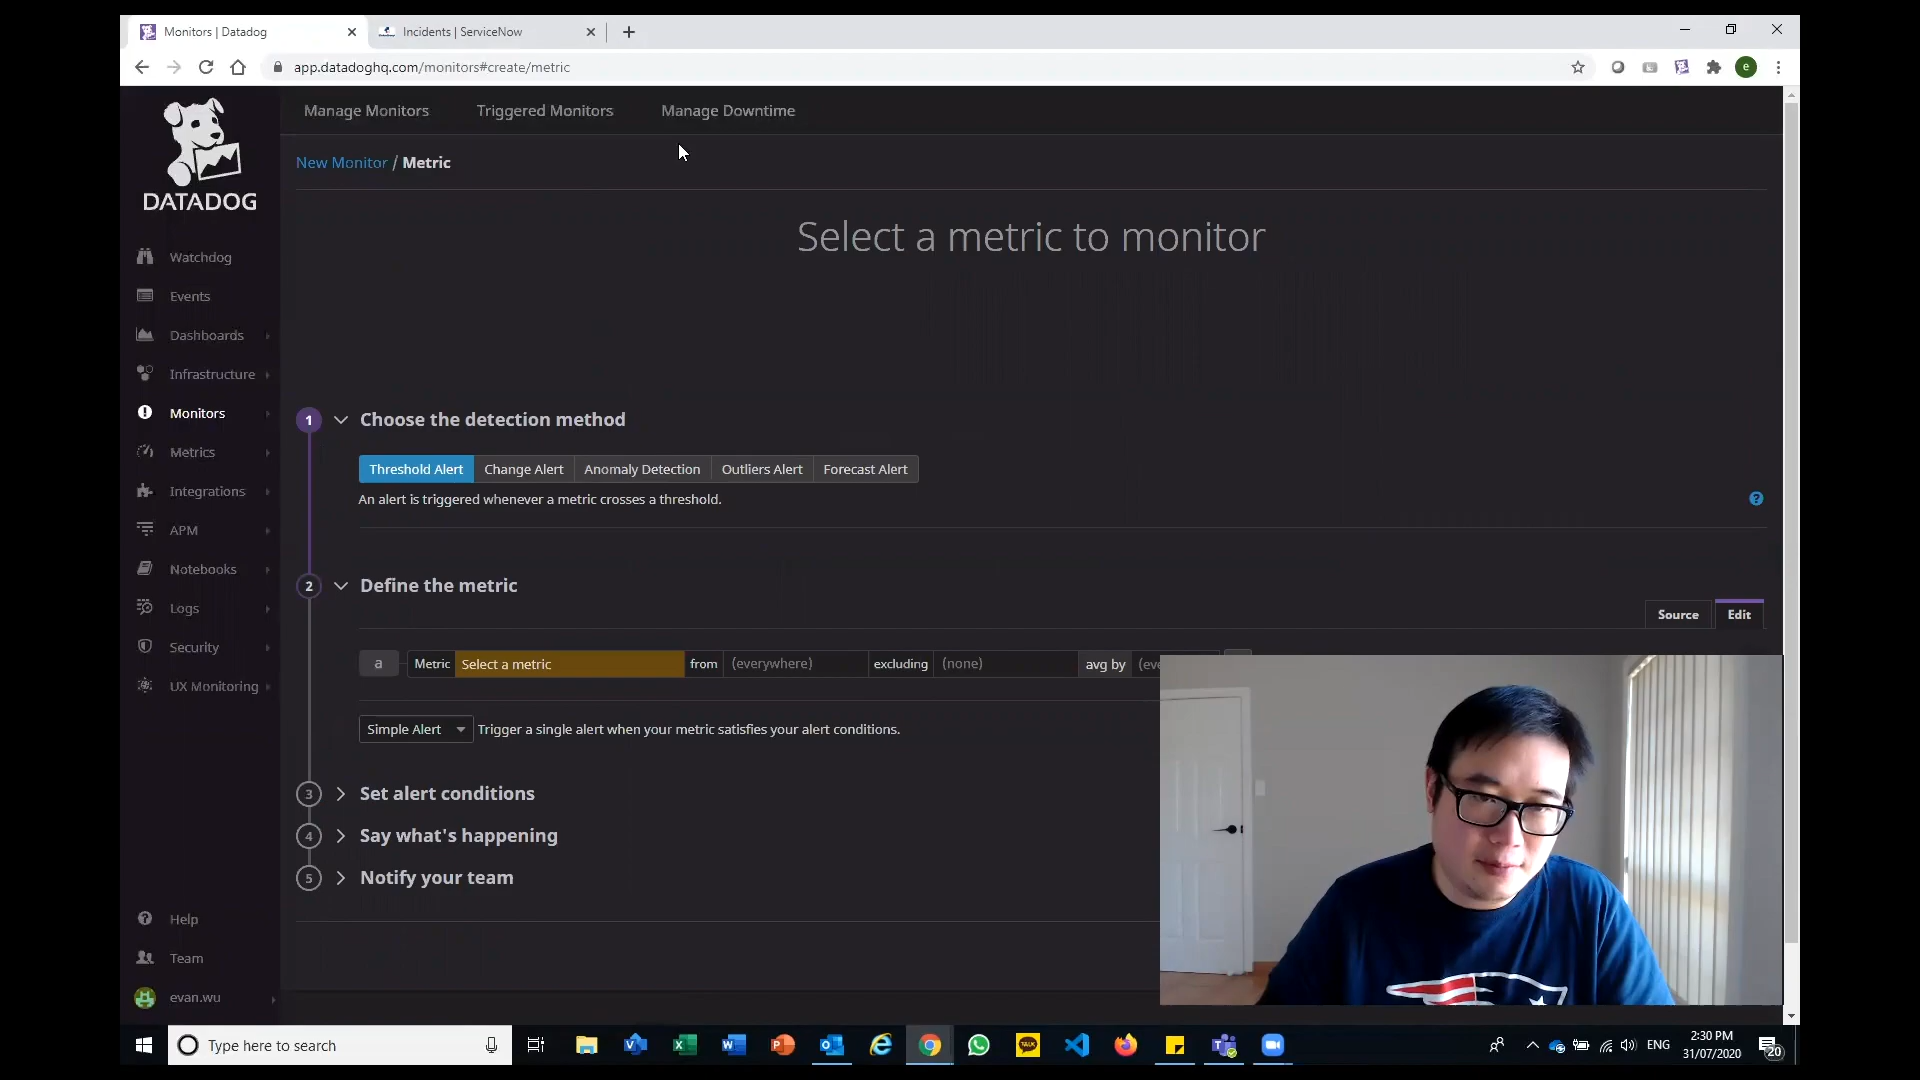 Monitors | Datadog
Incidents | ServiceNow
app.datadoghq.com/monitors#create/metric
e
Manage Monitors
Triggered Monitors
Manage Downtime
DATADOG
Watchdog
Events
Dashboards
Infrastructure
Monitors
Metrics
Integrations
APM
Notebooks
Logs
Security
UX Monitoring
Help
Team
evan.wu
New Monitor / Metric
Select a metric to monitor
1 Choose the detection method
Threshold Alert Change Alert Anomaly Detection Outliers Alert Forecast Alert
An alert is triggered whenever a metric crosses a threshold.
?
2 Define the metric
Source Edit
a Metric Select a metric from (everywhere) excluding (none) avg by
Simple Alert Trigger a single alert when your metric satisfies your alert conditions.
3 Set alert conditions
4 Say what's happening
5 Notify your team
Type here to search
TALK
ENG
2:30 PM
31/07/2020
20